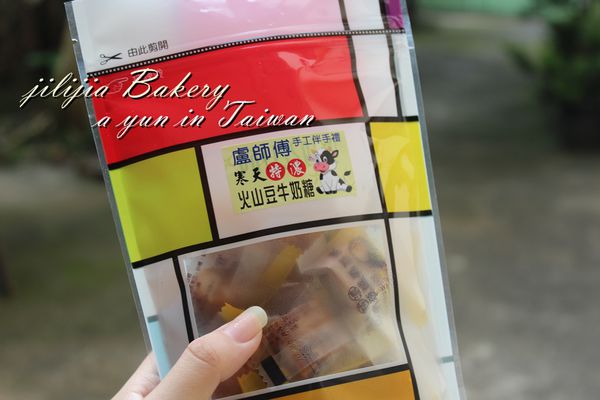 由此剪開
jilijia Bakery
a yun in Taiwan
盧師傅 手工伴手禮
寒天特濃
火山豆牛奶糖